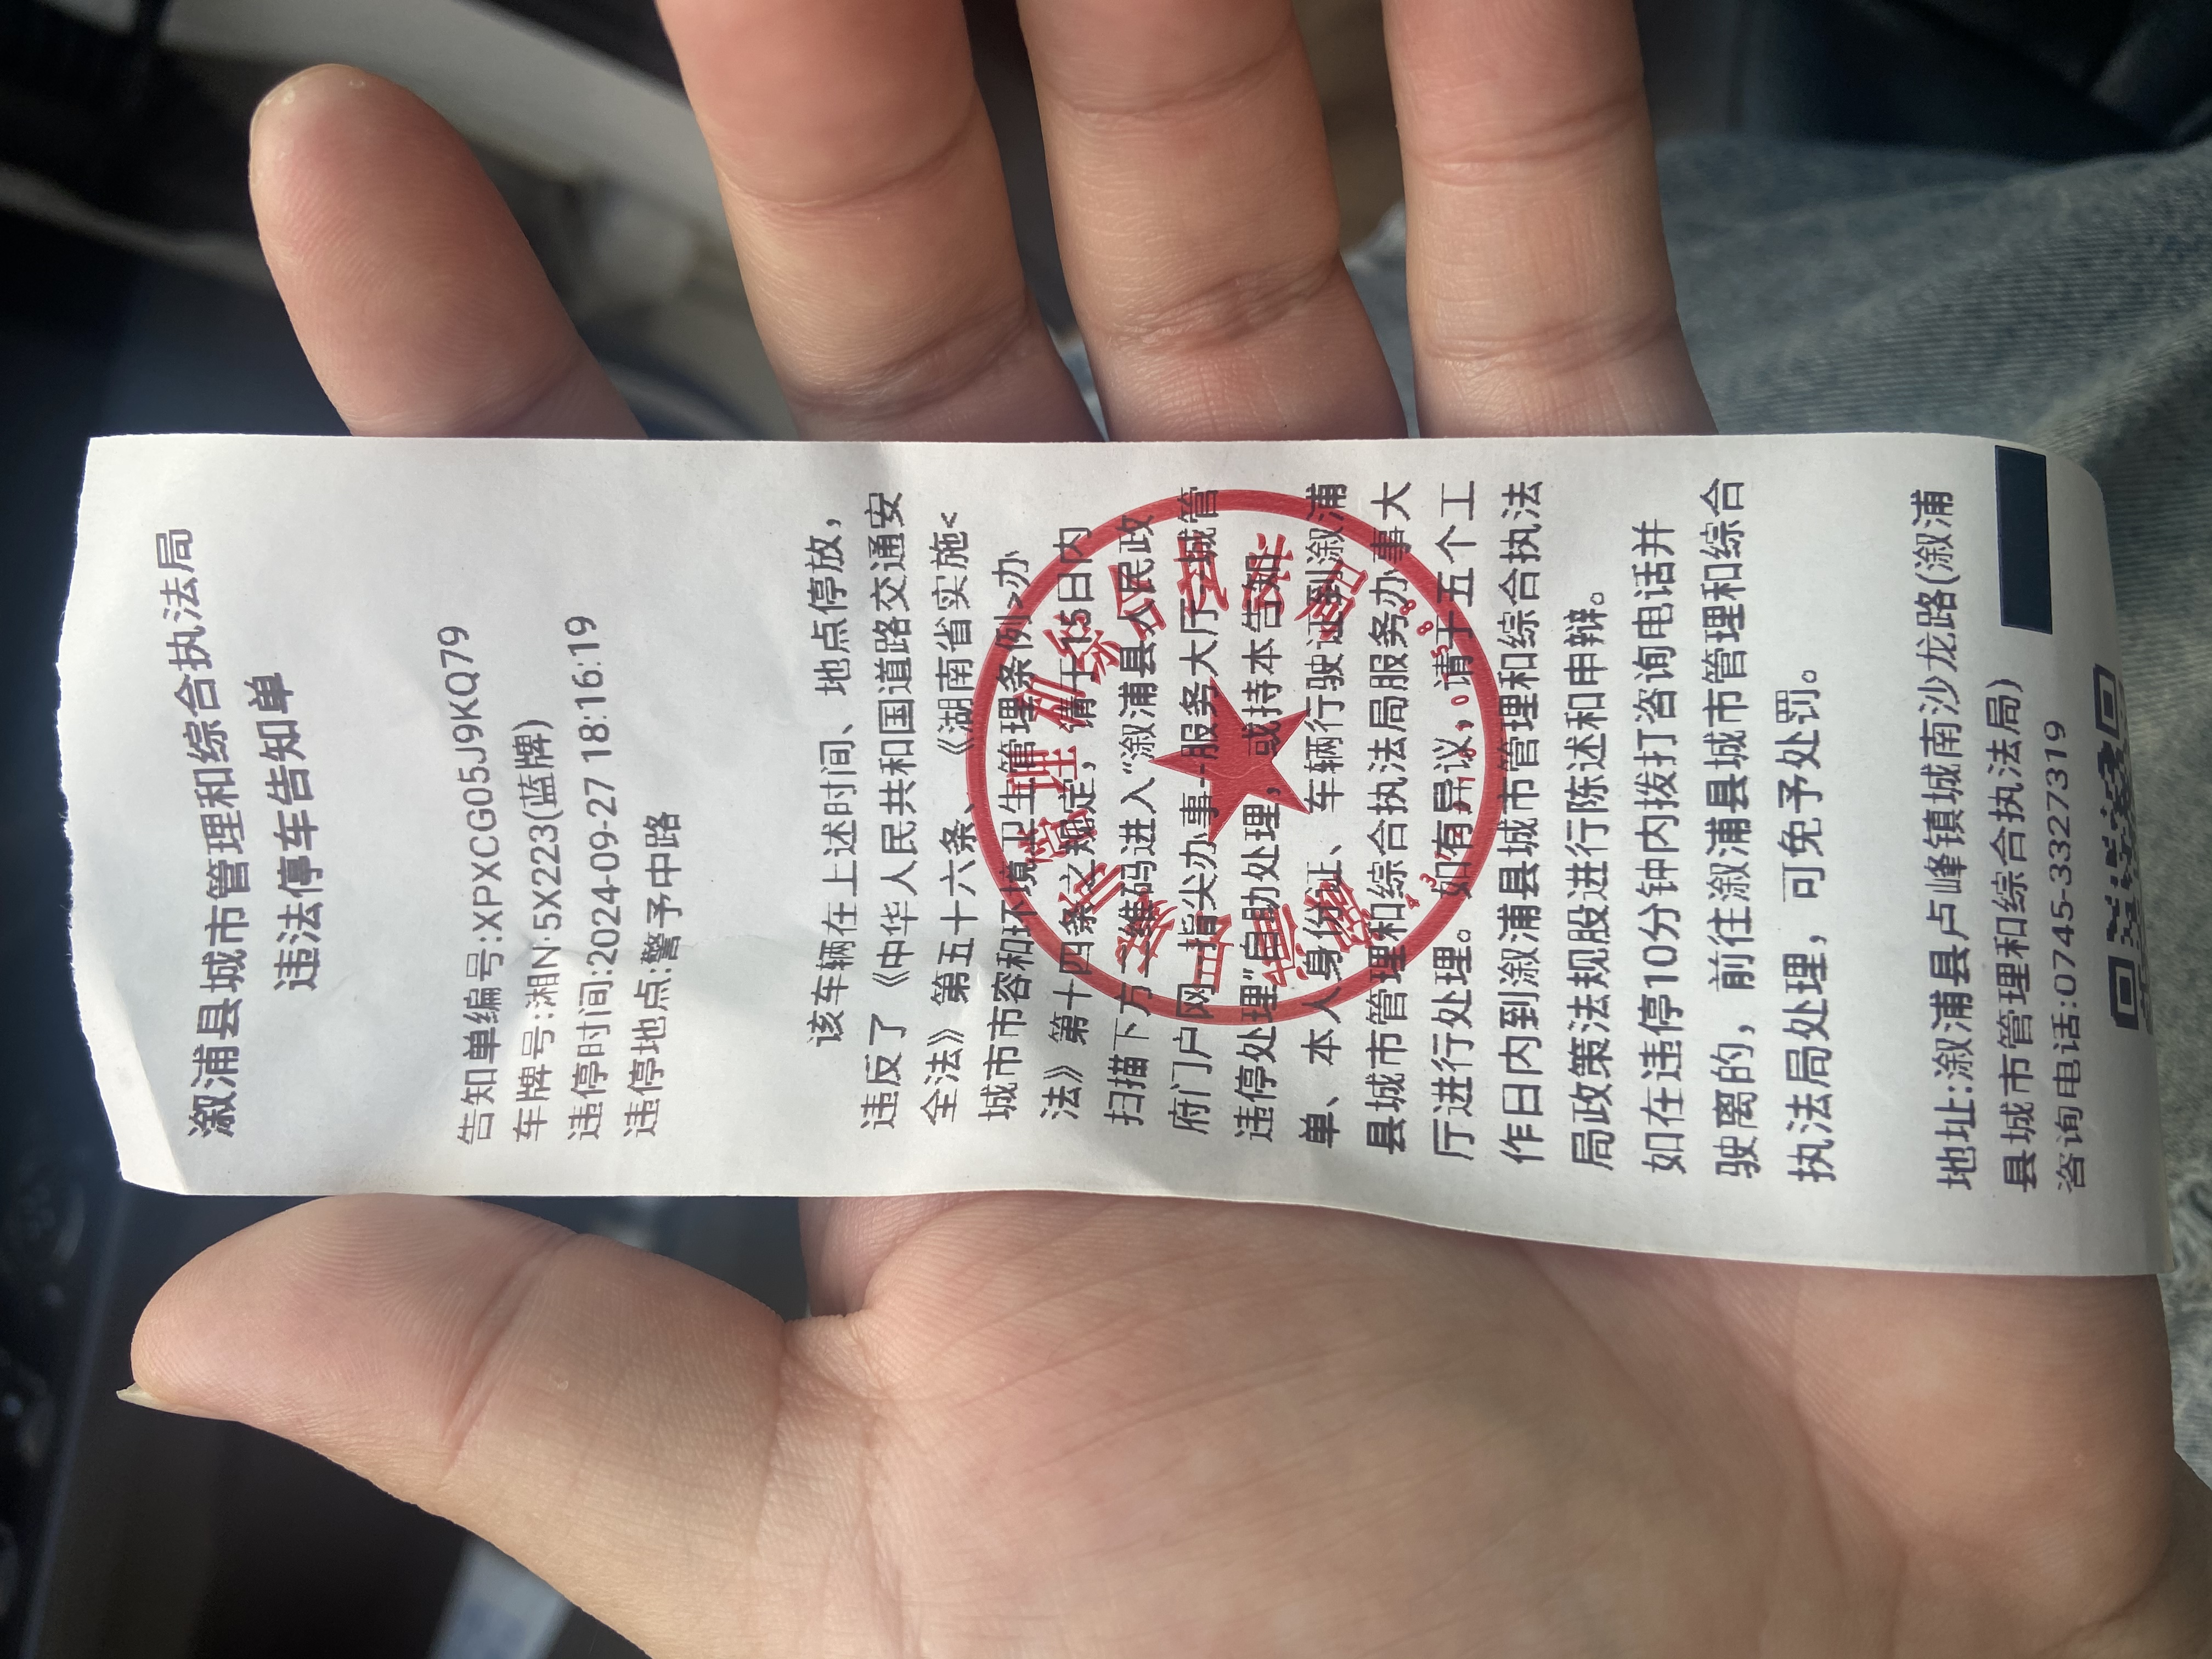 溆浦县城市管理和综合执法局
违法停车告知单
告知单编号:XPXCG05J9KQ79
车牌号:湘N·5X223(蓝牌)
违停时间:2024-09-27 18:16:19
违停地点:警予中路
该车辆在上述时间、地点停放，
违反了《中华人民共和国道路交通安
全法》第五十六条、《湖南省实施<
城市市容和环境卫生管理条例>办
法》第十四条之规定，请于15日内
扫描下方二维码进入“溆浦县人民政
府门户网-指尖办事-服务大厅-城管
违停处理”自助处理，或持本告知
单、本人身份证、车辆行驶证到溆浦
县城市管理和综合执法局服务办事大
厅进行处理。如有异议，请于五个工
作日内到溆浦县城市管理和综合执法
局政策法规股进行陈述和申辩。
如在违停10分钟内拨打咨询电话并
驶离的，前往溆浦县城市管理和综合
执法局处理，可免予处罚。
地址:溆浦县卢峰镇城南沙龙路(溆浦
县城市管理和综合执法局)
咨询电话:0745-3327319